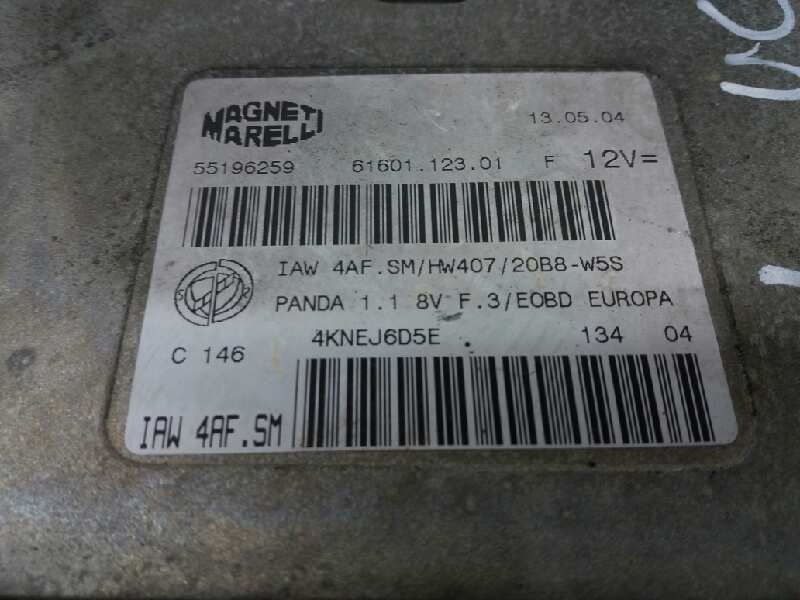 MAGNETI MARELLI
13.05.04
55196259 61601.123.01 F 12V=
IAW 4AF.SM/HW407/20B8-W5S
PANDA 1.1 8V F.3/EOBD EUROPA
4KNEJ6D5E 134 04
C 146
IAW 4AF.SM